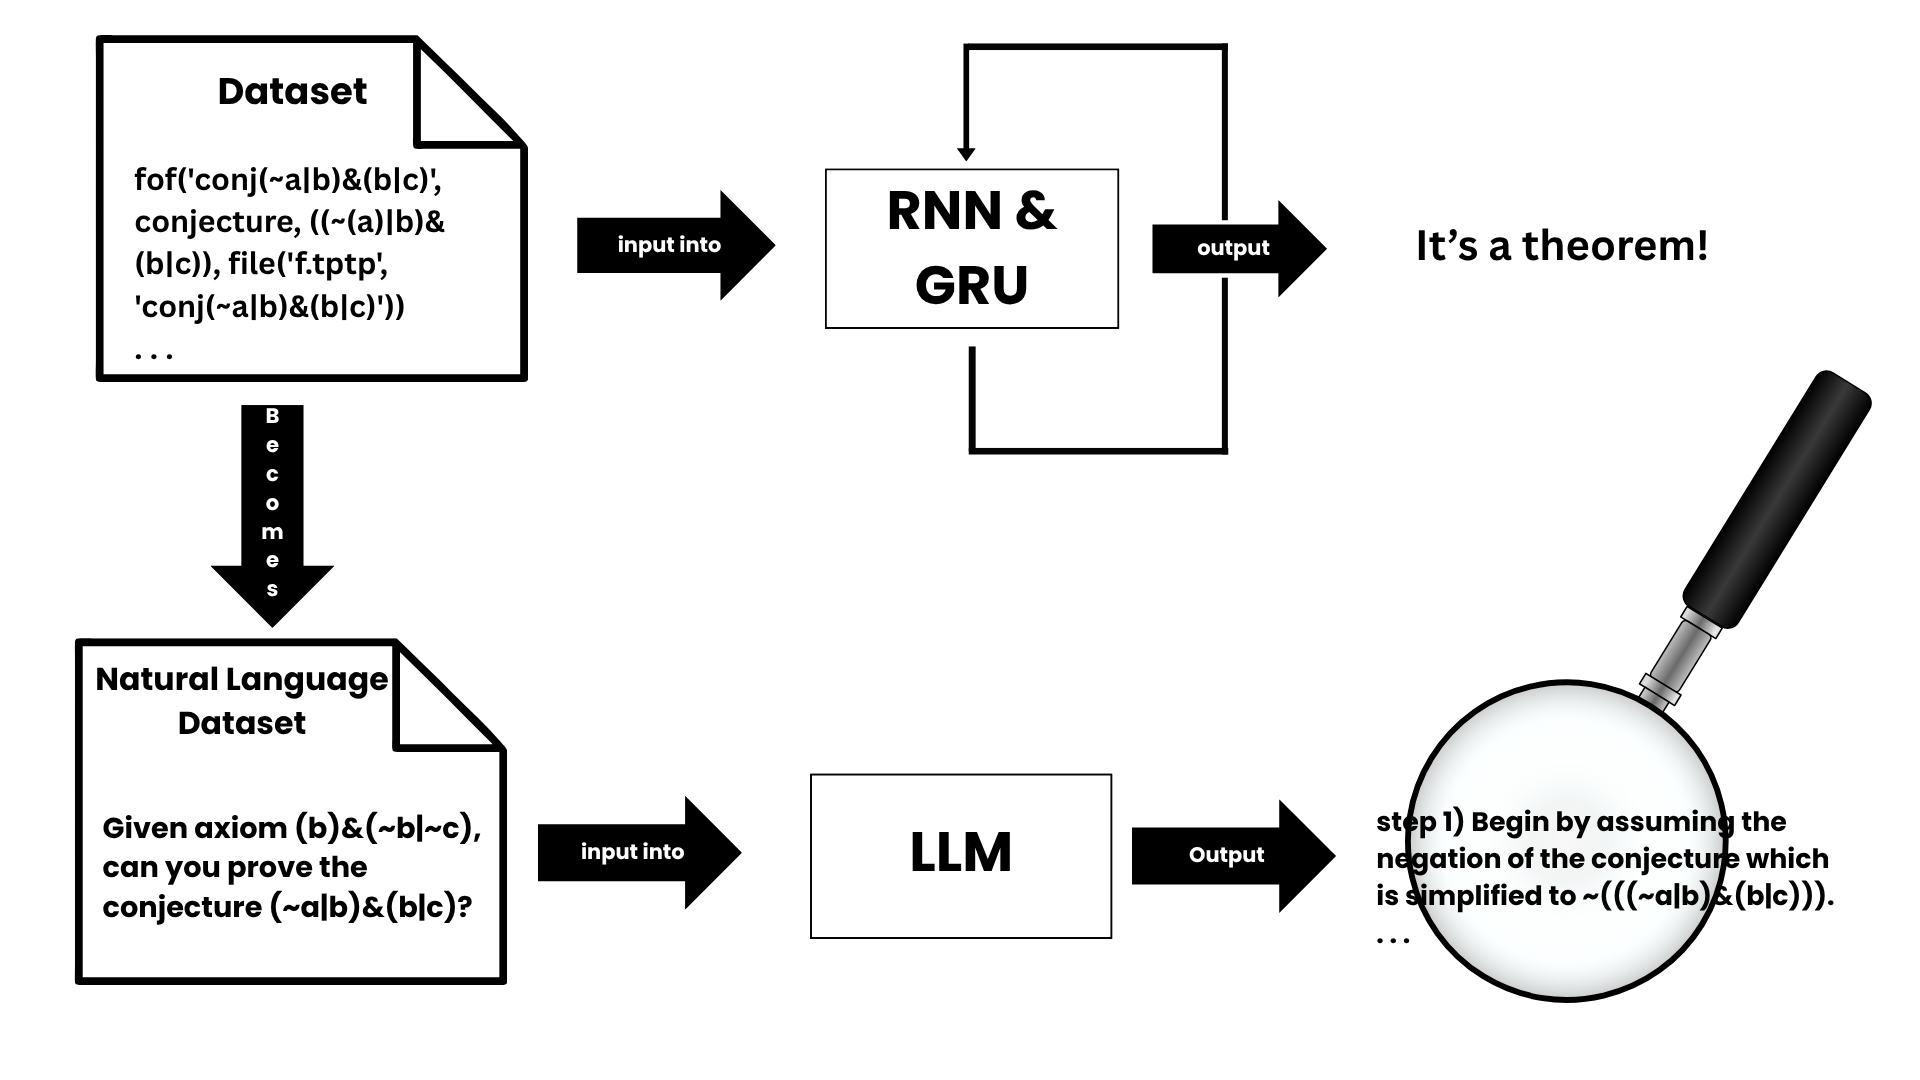 Dataset
fof('conj(~a|b)&(b|c)',
conjecture, ((~(a)|b)&
(b|c)), file('f.tptp',
'conj(~a|b)&(b|c)'))
. . .
input into
RNN &
GRU
output
It’s a theorem!
B
e
c
o
m
e
s
Natural Language
Dataset
Given axiom (b)&(~b|~c),
can you prove the
conjecture (~a|b)&(b|c)?
input into
LLM
Output
step 1) Begin by assuming the
negation of the conjecture which
is simplified to ~(((~a|b)&(b|c))).
. . .